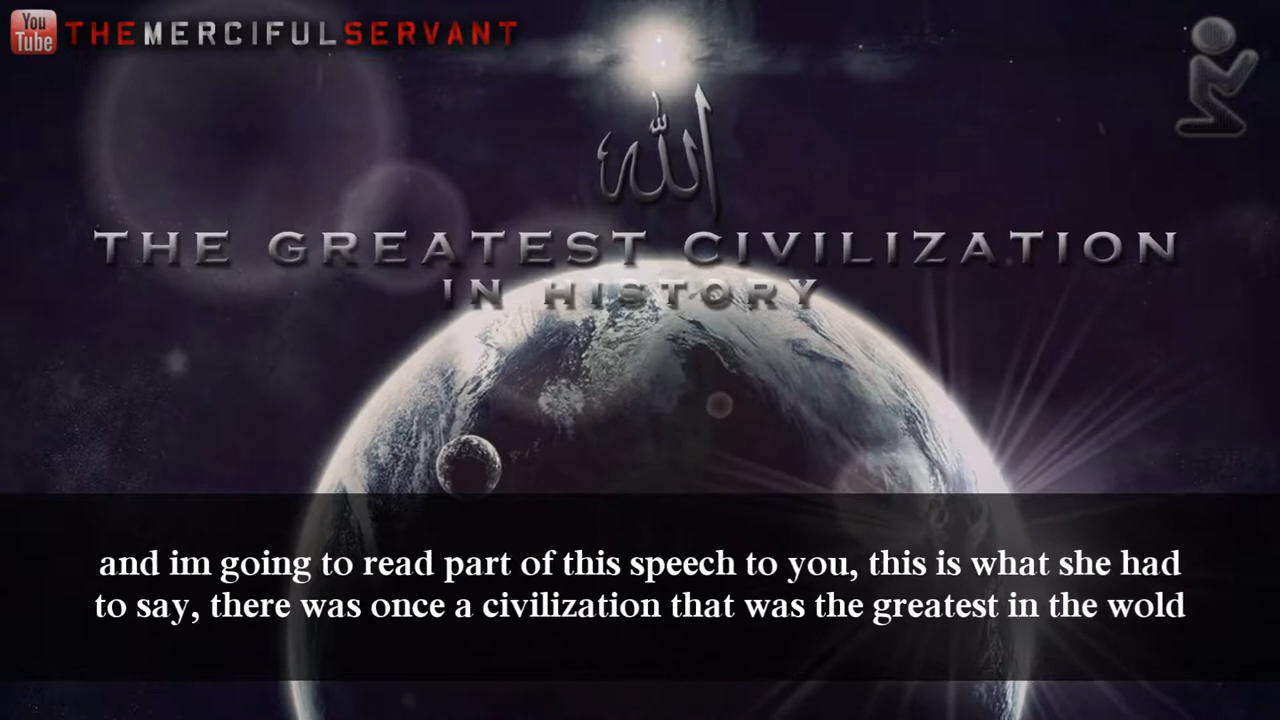 You
Tube
THEMERCIFULSERVANT
الله
THE GREATEST CIVILIZATION
IN HISTORY
and im going to read part of this speech to you, this is what she had
to say, there was once a civilization that was the greatest in the wold